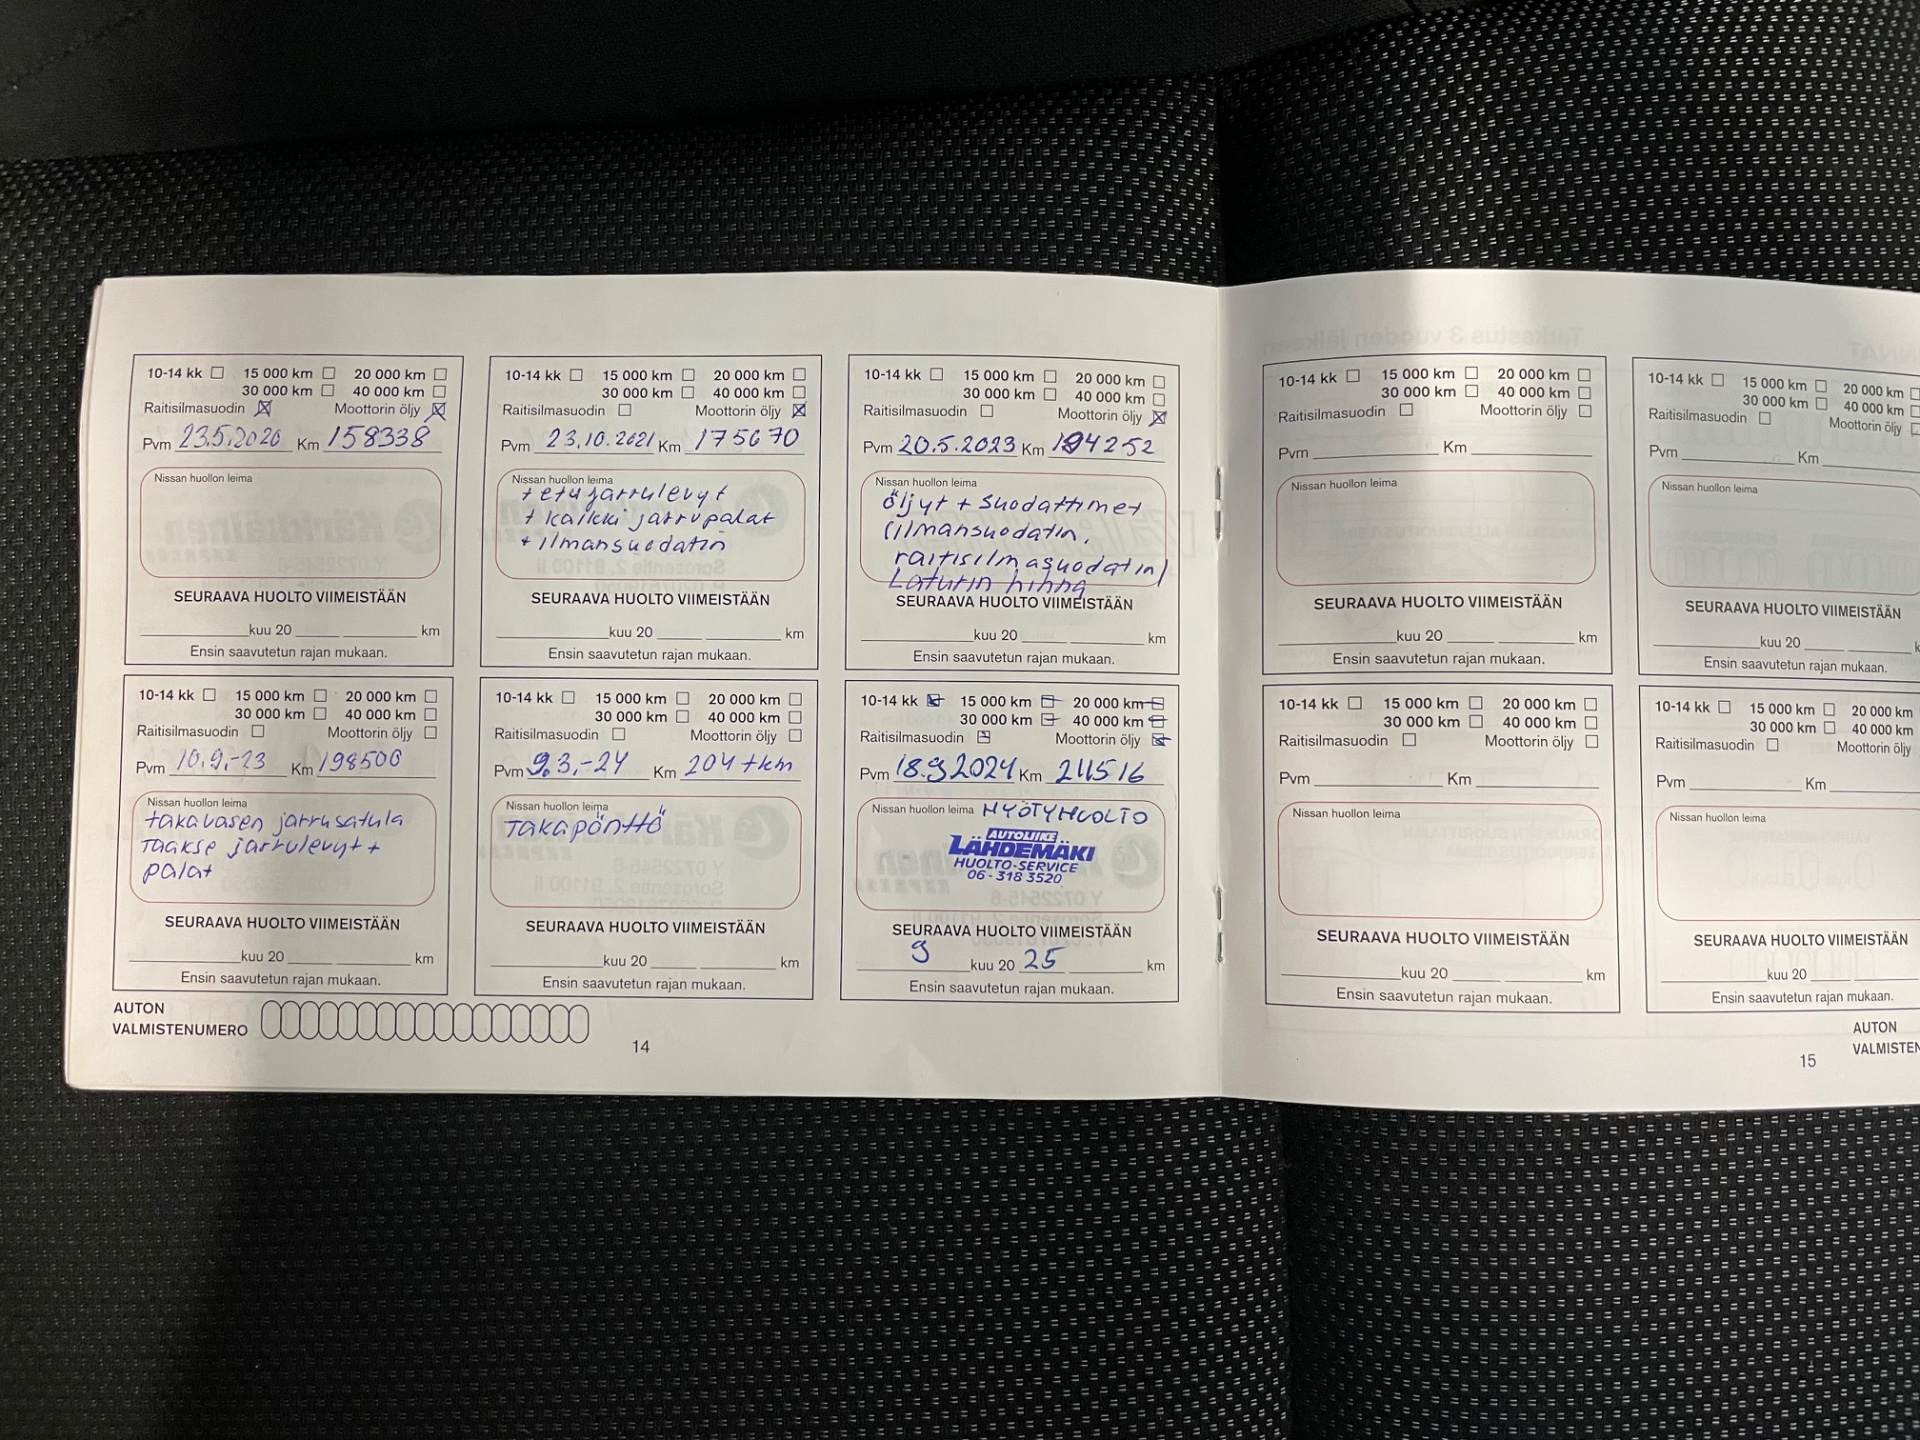 10-14 kk ☐ 15 000 km ☐ 20 000 km ☐
30 000 km ☐ 40 000 km ☐
Raitisilmasuodin ☒ Moottorin öljy ☒
Pvm 23.5.2020 Km 158338
Nissan huollon leima
SEURAAVA HUOLTO VIIMEISTÄÄN
kuu 20 km
Ensin saavutetun rajan mukaan.
10-14 kk ☐ 15 000 km ☐ 20 000 km ☐
30 000 km ☐ 40 000 km ☐
Raitisilmasuodin ☐ Moottorin öljy ☒
Pvm 23.10.2021 Km 175670
Nissan huollon leima
+ etujarrulevyt
+ kaikki jarrupalat
+ ilmansuodatin
SEURAAVA HUOLTO VIIMEISTÄÄN
kuu 20 km
Ensin saavutetun rajan mukaan.
10-14 kk ☐ 15 000 km ☐ 20 000 km ☐
30 000 km ☐ 40 000 km ☐
Raitisilmasuodin ☐ Moottorin öljy ☒
Pvm 20.5.2023 Km 194252
Nissan huollon leima
öljyt + suodattimet
(ilmansuodatin,
raitisilmasuodatin)
Laturin hihna
SEURAAVA HUOLTO VIIMEISTÄÄN
kuu 20 km
Ensin saavutetun rajan mukaan.
10-14 kk ☐ 15 000 km ☐ 20 000 km ☐
30 000 km ☐ 40 000 km ☐
Raitisilmasuodin ☐ Moottorin öljy ☐
Pvm 10.9.-23 Km 198500
Nissan huollon leima
takavasen jarrusatula
Taakse jarrulevyt +
palat
SEURAAVA HUOLTO VIIMEISTÄÄN
kuu 20 km
Ensin saavutetun rajan mukaan.
10-14 kk ☐ 15 000 km ☐ 20 000 km ☐
30 000 km ☐ 40 000 km ☐
Raitisilmasuodin ☐ Moottorin öljy ☐
Pvm 9.3.-24 Km 204 tkm
Nissan huollon leima
TAKAPÖNTTÖ
SEURAAVA HUOLTO VIIMEISTÄÄN
kuu 20 km
Ensin saavutetun rajan mukaan.
10-14 kk ☒ 15 000 km 20 000 km
30 000 km 40 000 km
Raitisilmasuodin Moottorin öljy ☒
Pvm 18.9 2024 Km 211516
Nissan huollon leima HYÖTYHUOLTO
AUTOLIIKE
LÄHDEMÄKI
HUOLTO-SERVICE
06 - 318 3520
SEURAAVA HUOLTO VIIMEISTÄÄN
9 kuu 20 25 km
Ensin saavutetun rajan mukaan.
AUTON
VALMISTENUMERO
14
10-14 kk ☐ 15 000 km ☐ 20 000 km ☐
30 000 km ☐ 40 000 km ☐
Raitisilmasuodin ☐ Moottorin öljy ☐
Pvm Km
Nissan huollon leima
SEURAAVA HUOLTO VIIMEISTÄÄN
kuu 20 km
Ensin saavutetun rajan mukaan.
10-14 kk ☐ 15 000 km ☐ 20 000 km ☐
30 000 km ☐ 40 000 km ☐
Raitisilmasuodin ☐ Moottorin öljy ☐
Pvm Km
Nissan huollon leima
SEURAAVA HUOLTO VIIMEISTÄÄN
kuu 20
Ensin saavutetun rajan mukaan.
10-14 kk ☐ 15 000 km ☐ 20 000 km ☐
30 000 km ☐ 40 000 km ☐
Raitisilmasuodin ☐ Moottorin öljy ☐
Pvm Km
Nissan huollon leima
SEURAAVA HUOLTO VIIMEISTÄÄN
kuu 20 km
Ensin saavutetun rajan mukaan.
10-14 kk ☐ 15 000 km ☐ 20 000 km
30 000 km ☐ 40 000 km
Raitisilmasuodin ☐ Moottorin öljy
Pvm Km
Nissan huollon leima
SEURAAVA HUOLTO VIIMEISTÄÄN
kuu 20
Ensin saavutetun rajan mukaan.
AUTON
VALMISTEN
15